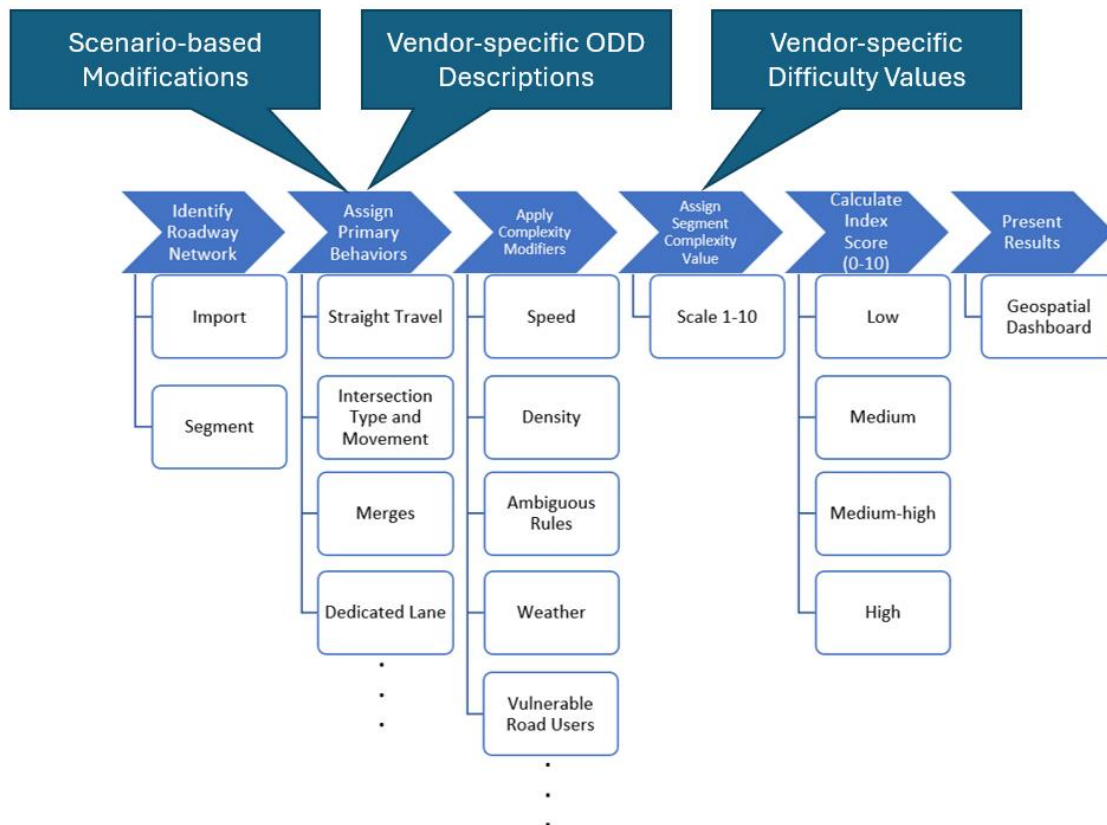 Scenario-based
Modifications
Vendor-specific ODD
Descriptions
Vendor-specific
Difficulty Values
Identify
Roadway
Network
Import
Segment
Assign
Primary
Behaviors
Straight Travel
Intersection
Type and
Movement
Merges
Dedicated Lane
Apply
Complexity
Modifiers
Speed
Density
Ambiguous
Rules
Weather
Vulnerable
Road Users
Assign
Segment
Complexity
Value
Scale 1-10
Calculate
Index
Score
(0-10)
Low
Medium
Medium-high
High
Present
Results
Geospatial
Dashboard